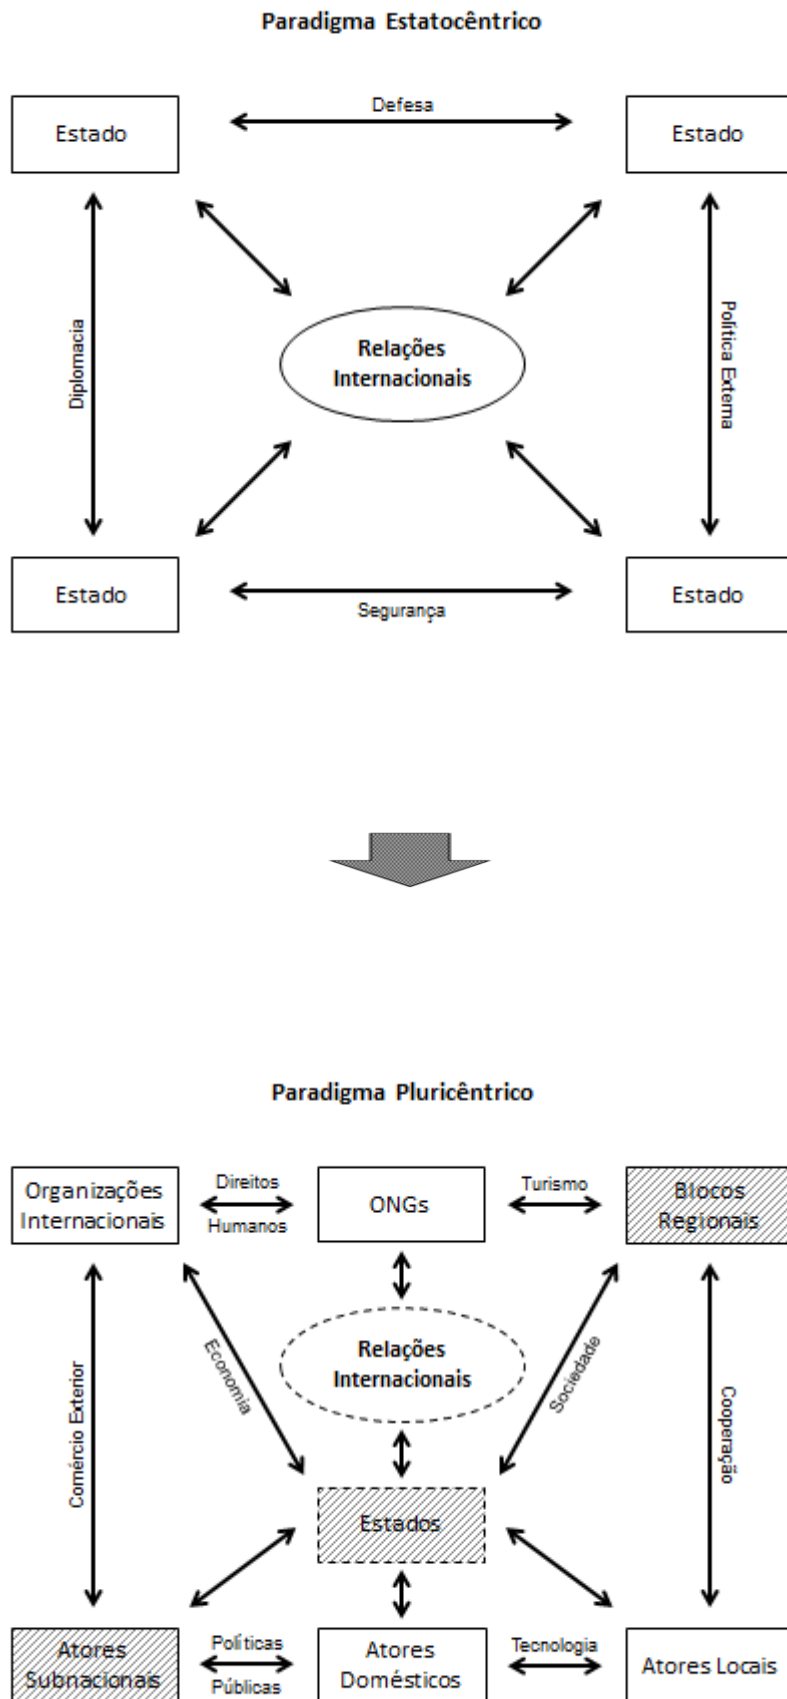 Paradigma Estatocêntrico
Defesa
Estado
Estado
Diplomacia
Relações
Internacionais
Política Externa
Estado
Segurança
Estado
Paradigma Pluricêntrico
Organizações
Internacionais
Direitos
Humanos
ONGs
Turismo
Blocos
Regionais
Comércio Exterior
Economia
Relações
Internacionais
Sociedade
Cooperação
Estados
Atores
Subnacionais
Políticas
Públicas
Atores
Domésticos
Tecnologia
Atores Locais